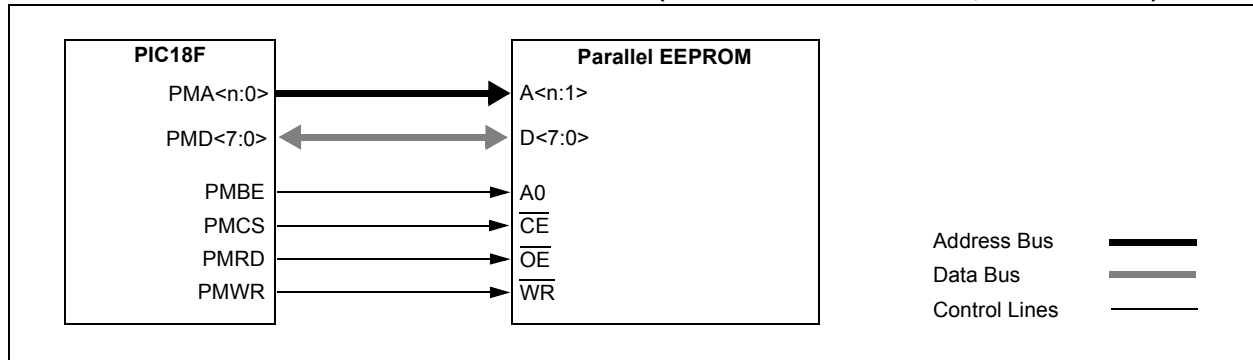 PIC18F
Parallel EEPROM
PMA<n:0>
A<n:1>
PMD<7:0>
D<7:0>
PMBE
A0
PMCS
CE
PMRD
OE
PMWR
WR
Address Bus
Data Bus
Control Lines